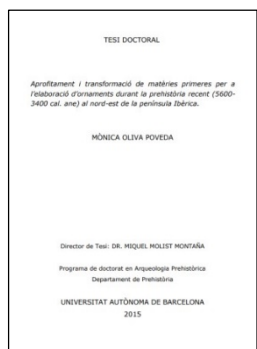 TESI DOCTORAL
Aprofitament i transformació de matèries primeres per a
l'elaboració d'ornaments durant la prehistòria recent (5600-
3400 cal. ane) al nord-est de la península Ibèrica.
MÒNICA OLIVA POVEDA
Director de Tesi: DR. MIQUEL MOLIST MONTAÑA
Programa de doctorat en Arqueologia Prehistòrica
Departament de Prehistòria
UNIVERSITAT AUTÒNOMA DE BARCELONA
2015